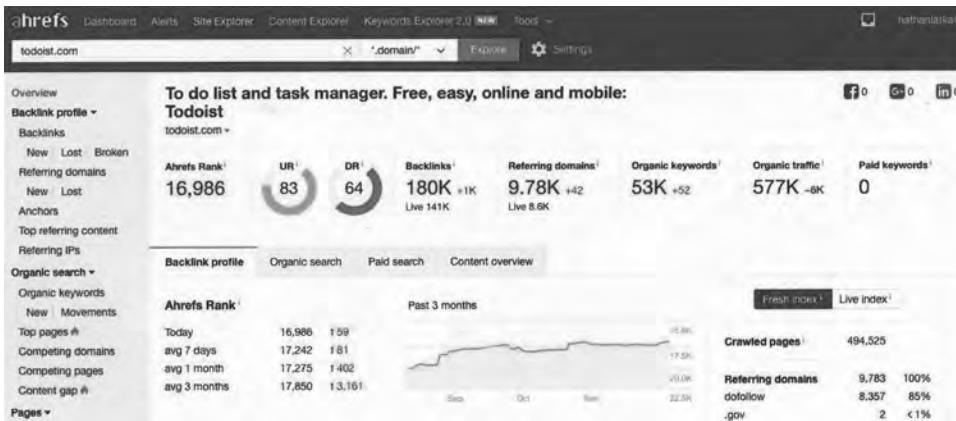 ahrefs Dashboard Alerts Site Explorer Content Explorer Keywords Explorer 2.0 NEW Tools
todoist.com × *.domain/* Explore Settings
Overview
Backlink profile
Backlinks
New Lost Broken
Referring domains
New Lost
Anchors
Top referring content
Referring IPs
Organic search
Organic keywords
New Movements
Top pages
Competing domains
Competing pages
Content gap
Pages
To do list and task manager. Free, easy, online and mobile:
Todoist
todoist.com
f 0 G+ 0 in
Ahrefs Rank UR DR Backlinks Referring domains Organic keywords Organic traffic Paid keywords
16,986 83 64 180K +1K 9.78K +42 53K +52 577K -6K 0
Live 141K Live 8.6K
Backlink profile Organic search Paid search Content overview
Ahrefs Rank
Today 16,986 ↑59
avg 7 days 17,242 ↑81
avg 1 month 17,275 ↑402
avg 3 months 17,850 ↑3,161
Past 3 months
17.5K
20.0K
22.5K
Oct
Fresh index Live index
Crawled pages 494,525
Referring domains 9,783 100%
dofollow 8,357 85%
.gov 2 <1%